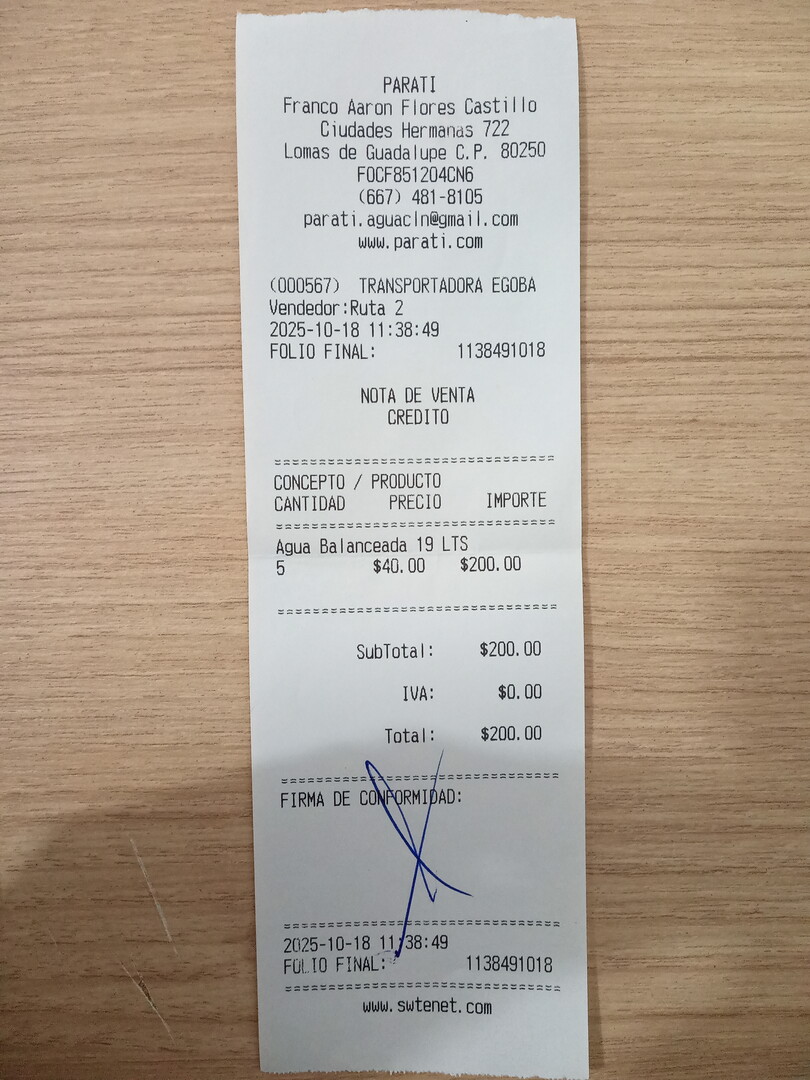 PARATI
Franco Aaron Flores Castillo
Ciudades Hermanas 722
Lomas de Guadalupe C.P. 80250
FOCF851204CN6
(667) 481-8105
parati.aguacln@gmail.com
www.parati.com
(000567) TRANSPORTADORA EGOBA
Vendedor:Ruta 2
2025-10-18 11:38:49
FOLIO FINAL: 1138491018
NOTA DE VENTA
CREDITO
CONCEPTO / PRODUCTO
CANTIDAD PRECIO IMPORTE
Agua Balanceada 19 LTS
5 $40.00 $200.00
SubTotal: $200.00
IVA: $0.00
Total: $200.00
FIRMA DE CONFORMIDAD:
2025-10-18 11:38:49
FOLIO FINAL: 1138491018
www.swtenet.com